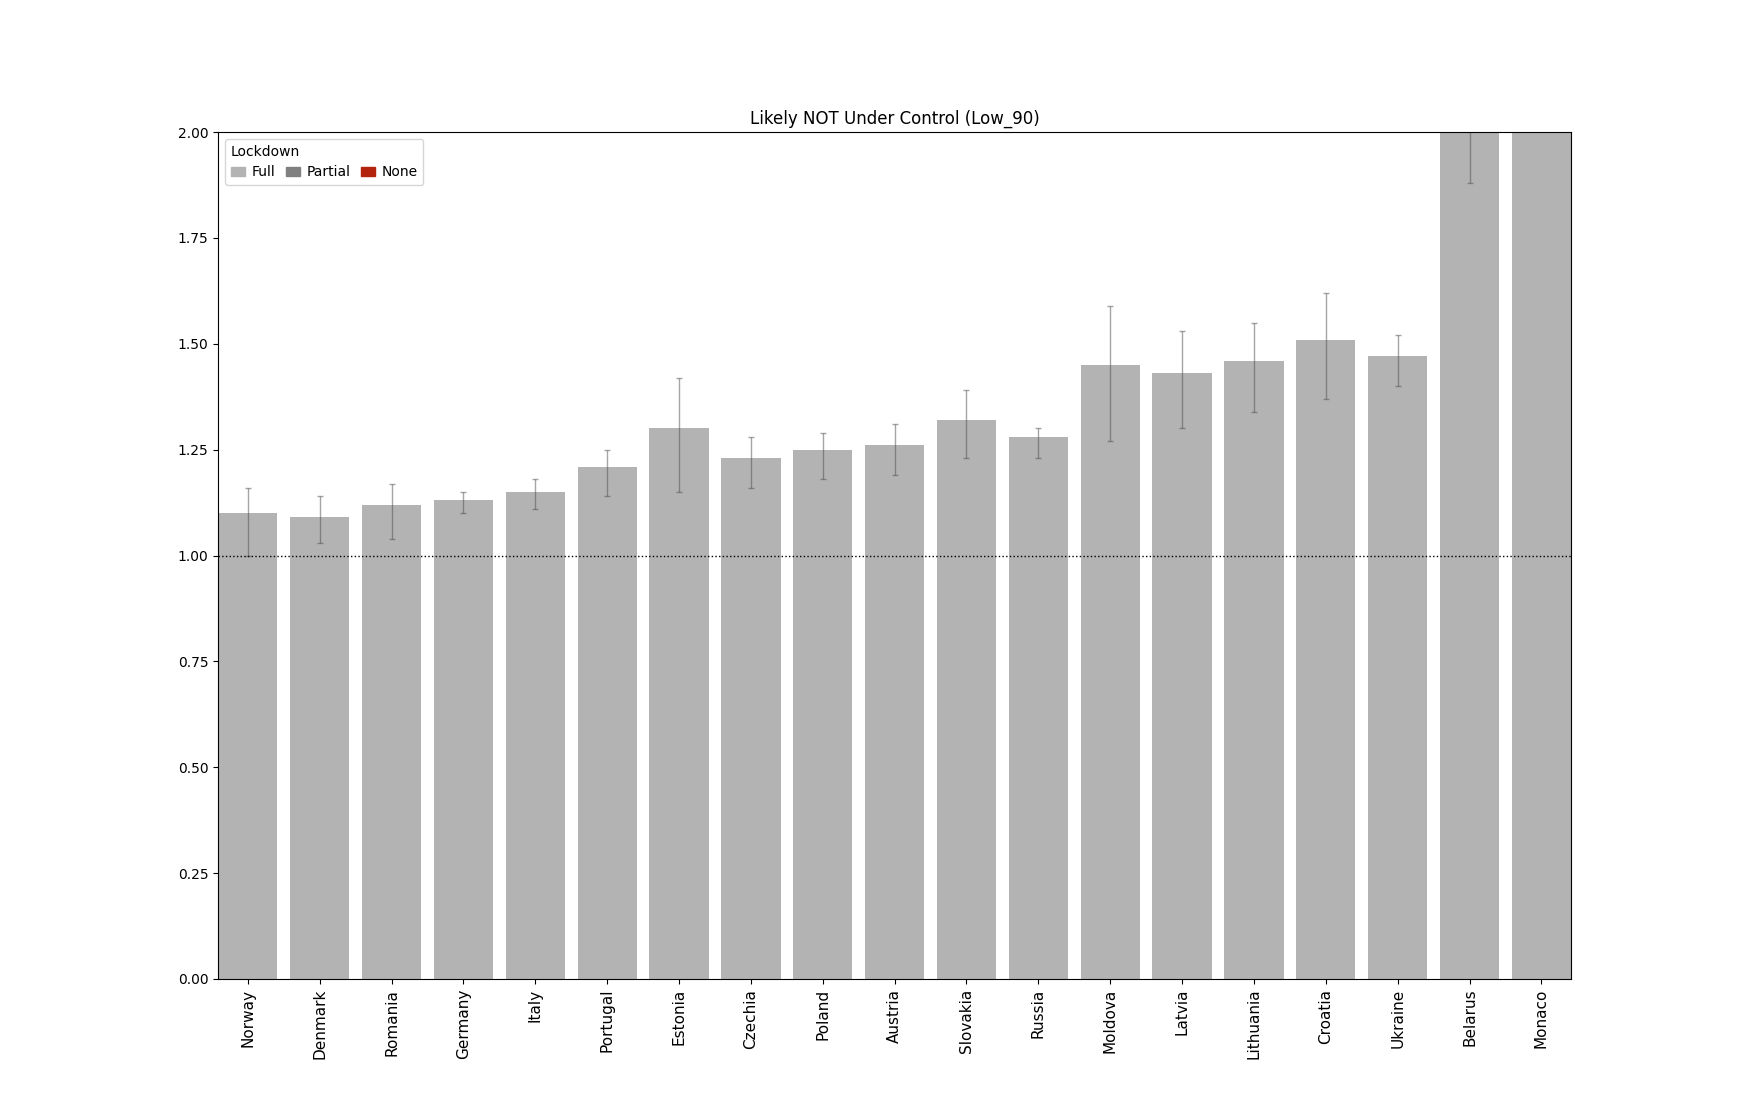 Likely NOT Under Control (Low_90)
Lockdown
Full Partial None
2.00
1.75
1.50
1.25
1.00
0.75
0.50
0.25
0.00
Norway
Denmark
Romania
Germany
Italy
Portugal
Estonia
Czechia
Poland
Austria
Slovakia
Russia
Moldova
Latvia
Lithuania
Croatia
Ukraine
Belarus
Monaco